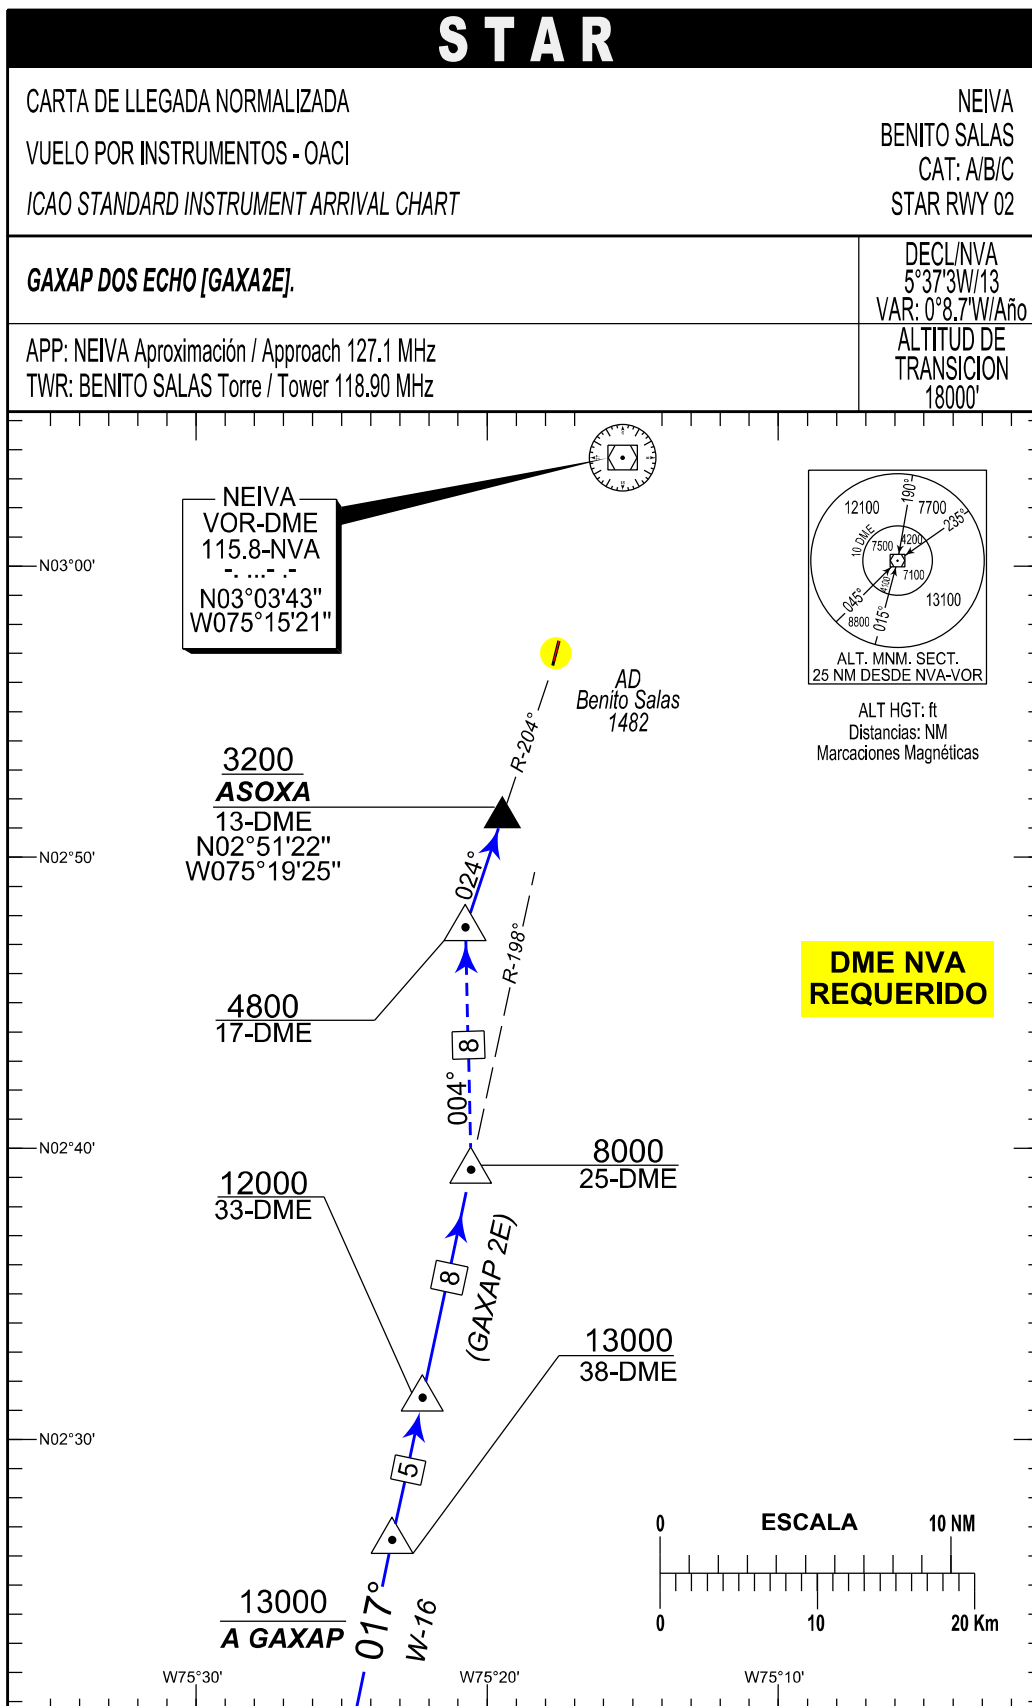 STAR
CARTA DE LLEGADA NORMALIZADA
VUELO POR INSTRUMENTOS - OACI
ICAO STANDARD INSTRUMENT ARRIVAL CHART
NEIVA
BENITO SALAS
CAT: A/B/C
STAR RWY 02
GAXAP DOS ECHO [GAXA2E].
DECL/NVA
5°37'3W/13
VAR: 0°8.7'W/Año
APP: NEIVA Aproximación / Approach 127.1 MHz
TWR: BENITO SALAS Torre / Tower 118.90 MHz
ALTITUD DE
TRANSICION
18000'
NEIVA
VOR-DME
115.8-NVA
-. ...- .-
N03°03'43"
W075°15'21"
12100
7700
190°
235°
10 DME
7500
4200
7100
4100
045°
015°
8800
13100
ALT. MNM. SECT.
25 NM DESDE NVA-VOR
ALT HGT: ft
Distancias: NM
Marcaciones Magnéticas
N03°00'
AD
Benito Salas
1482
R-204°
3200
ASOXA
13-DME
N02°51'22"
W075°19'25"
N02°50'
024°
R-198°
DME NVA
REQUERIDO
4800
17-DME
8
004°
N02°40'
8000
25-DME
12000
33-DME
8
(GAXAP 2E)
13000
38-DME
N02°30'
5
0
ESCALA
10 NM
0
10
20 Km
13000
A GAXAP
017°
W-16
W75°30'
W75°20'
W75°10'